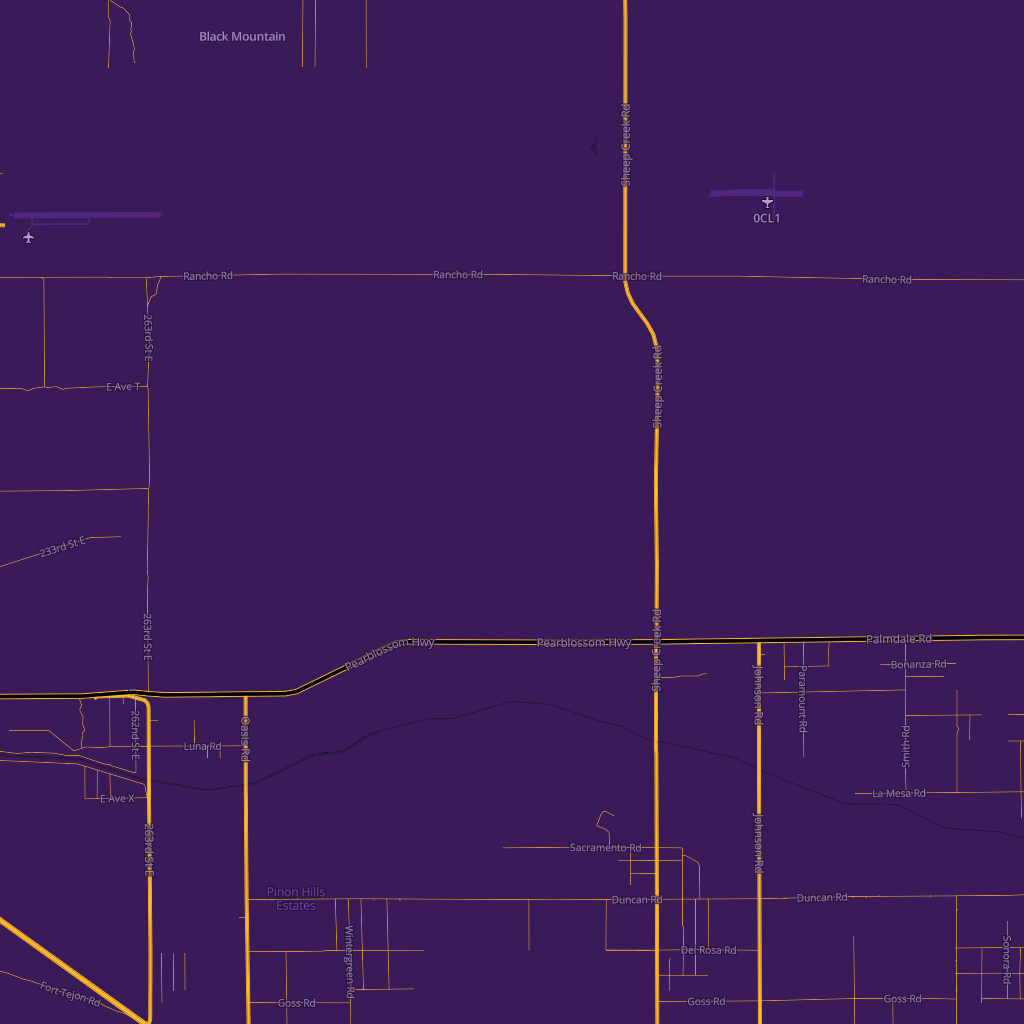 Black Mountain
Sheep Creek Rd
0CL1
Rancho Rd
Rancho Rd
Rancho Rd
Rancho Rd
263rd St E
Sheep Creek Rd
E Ave T
233rd St E
263rd St E
Sheep Creek Rd
Pearblossom Hwy
Pearblossom Hwy
Palmdale Rd
Bonanza Rd
Johnson Rd
Paramount Rd
262nd St E
Oasis Rd
Luna Rd
Smith Rd
E Ave X
La Mesa Rd
263rd St E
Johnson Rd
Sacramento Rd
Pinon Hills
Estates
Duncan Rd
Duncan Rd
Wintergreen Rd
Del Rosa Rd
Sonora Rd
Fort Tejon Rd
Goss Rd
Goss Rd
Goss Rd